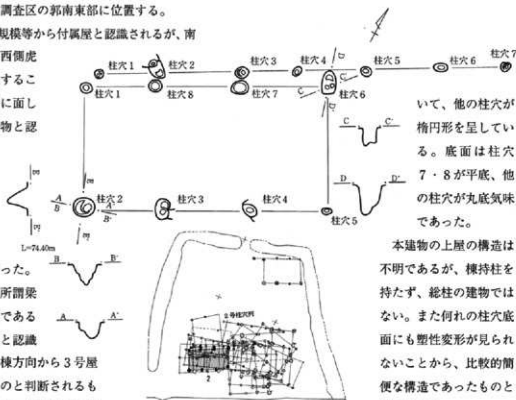 調査区の郭南東部に位置する。
規模等から付属屋と認識されるが、南
西側虎
するこ
に面し
物と認
柱穴1 柱穴2 柱穴3 柱穴4 柱穴5 柱穴6 柱穴7
柱穴1 柱穴8 柱穴7 柱穴6
柱穴2 柱穴3 柱穴4 柱穴5
A A'
B B'
L=74.40m
B B'
A A'
C C'
D D'
2号柱穴列
2
った。
所謂梁
である
と認識
棟方向から3号屋
のと判断されるも
いて、他の柱穴が
楕円形を呈してい
る。底面は柱穴
7・8が平底、他
の柱穴が丸底気味
であった。
本建物の上屋の構造は
不明であるが、棟持柱を
持たず、総柱の建物では
ない。また何れの柱穴底
面にも塑性変形が見られ
ないことから、比較的簡
便な構造であったものと